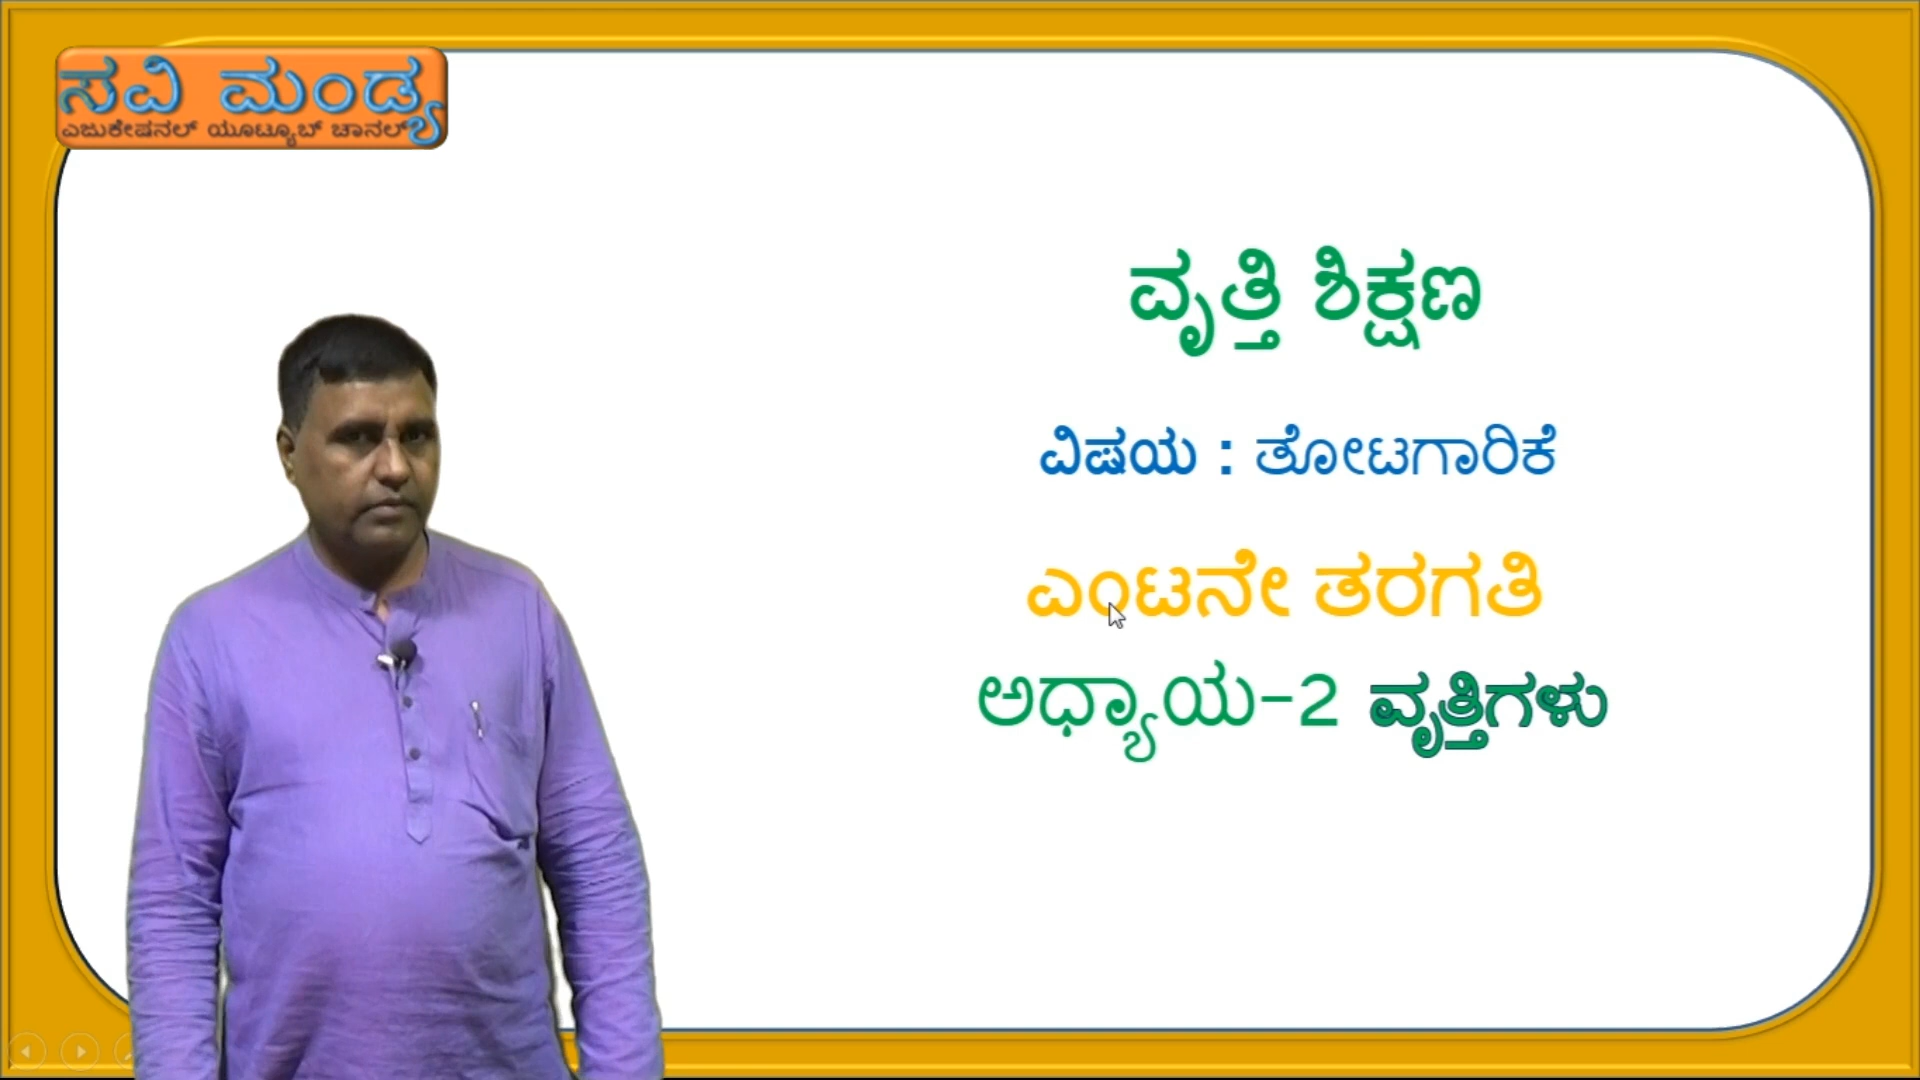 ಸವಿ ಮಂಡ್ಯ
ಎಜುಕೇಷನಲ್ ಯೂಟ್ಯೂಬ್ ಚಾನಲ್
ವೃತ್ತಿ ಶಿಕ್ಷಣ
ವಿಷಯ : ತೋಟಗಾರಿಕೆ
ಎಂಟನೇ ತರಗತಿ
ಅಧ್ಯಾಯ-2 ವೃತ್ತಿಗಳು